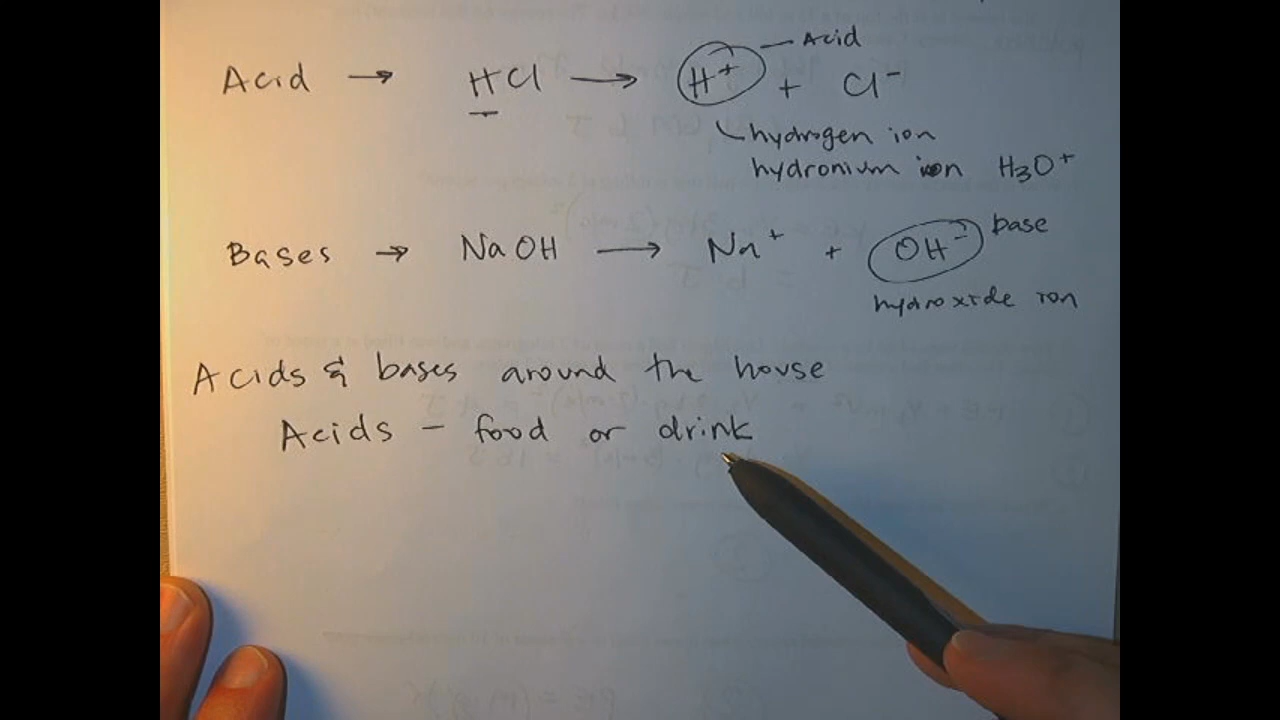 Acid → HCl → H+ + Cl- — Acid
hydrogen ion
hydronium ion H3O+
Bases → NaOH → Na+ + OH- base
hydroxide ion
Acids & bases around the house
Acids - food or drink